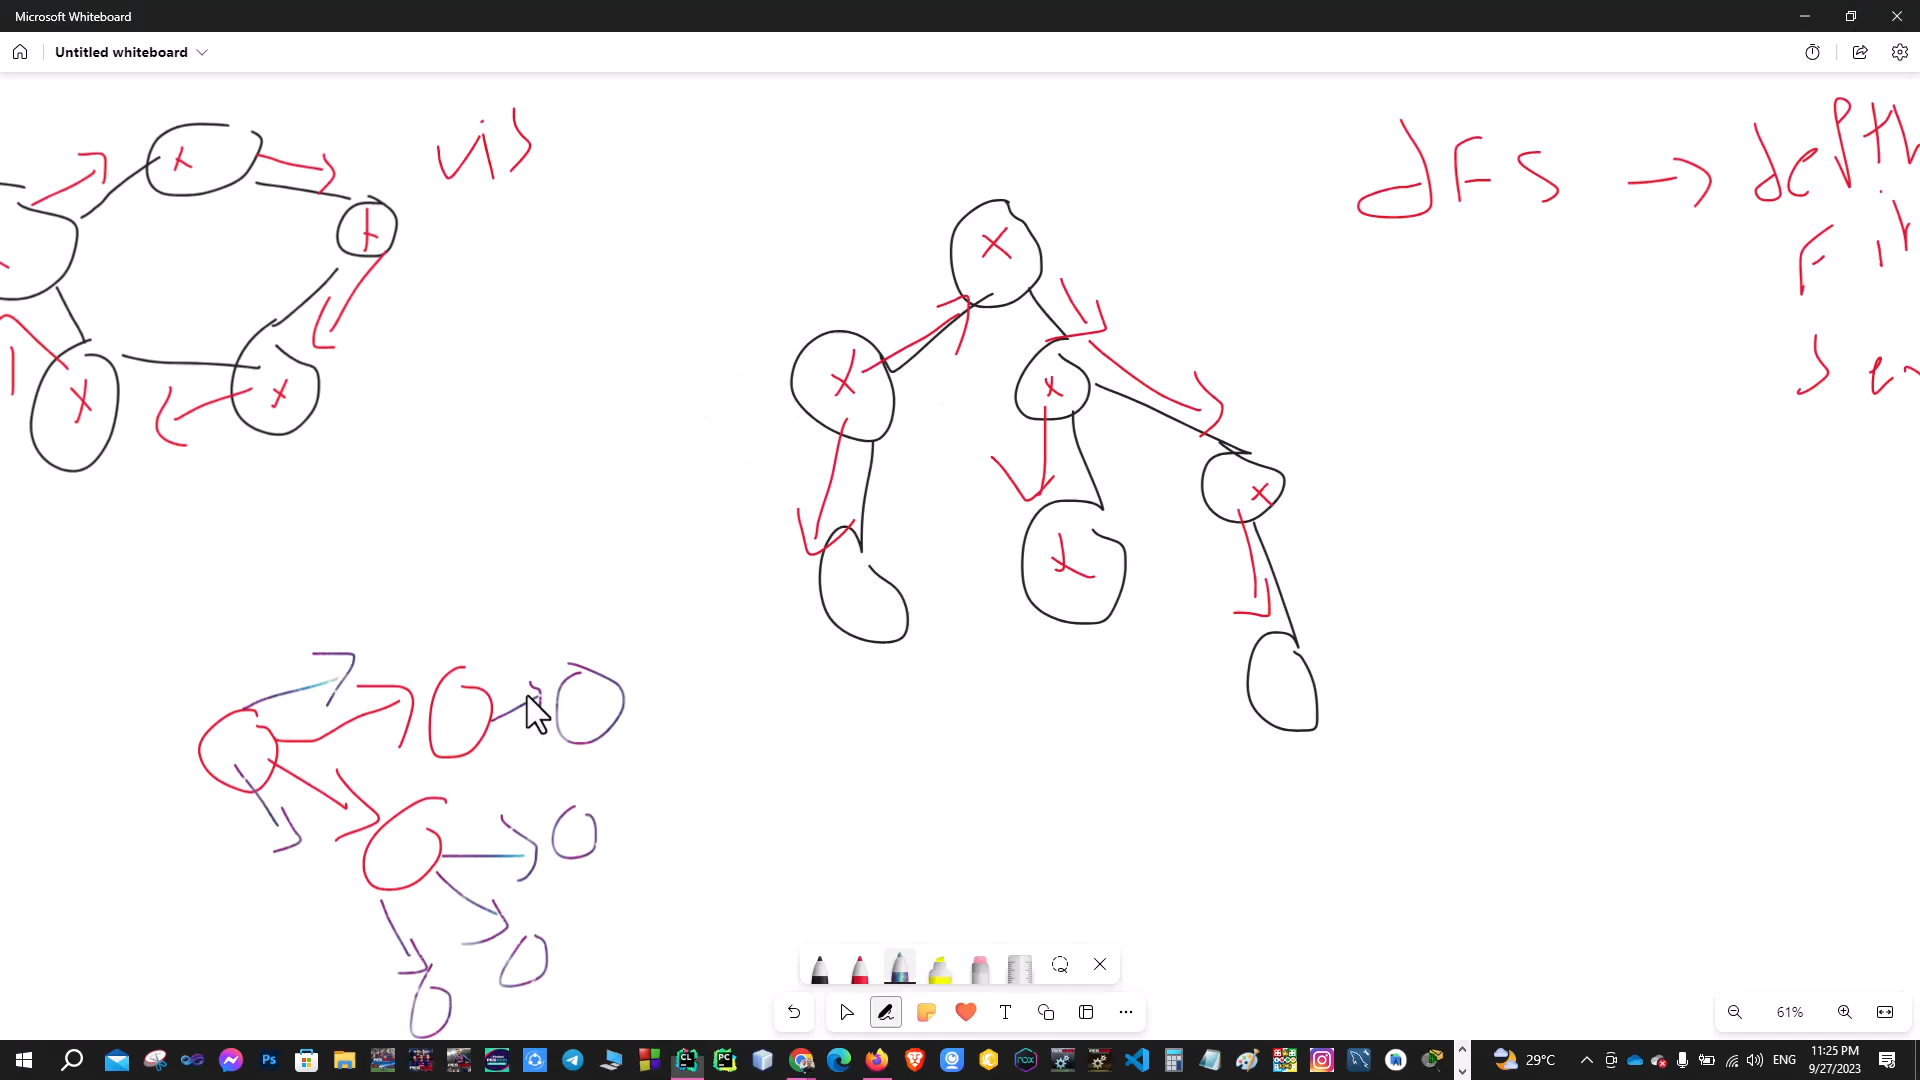 Microsoft Whiteboard
Untitled whiteboard
vis
dFS → depth
X
X
X
X
X
X
X
X
61%
29°C
ENG
11:25 PM
9/27/2023